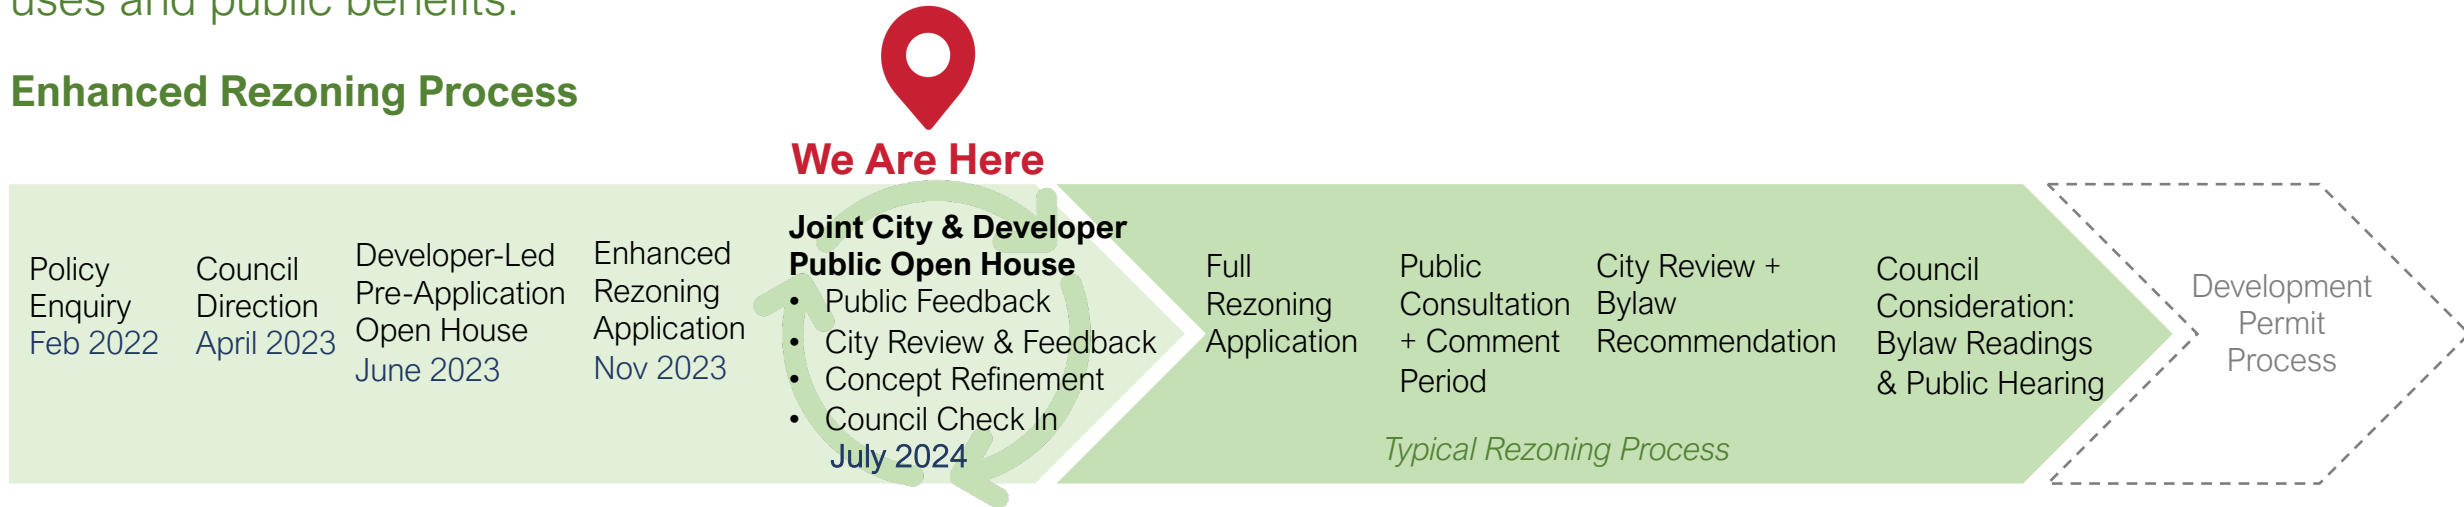 uses and public benefits.
Enhanced Rezoning Process
We Are Here
Policy
Enquiry
Feb 2022
Council
Direction
April 2023
Developer-Led
Pre-Application
Open House
June 2023
Enhanced
Rezoning
Application
Nov 2023
Joint City & Developer
Public Open House
• Public Feedback
• City Review & Feedback
• Concept Refinement
• Council Check In
July 2024
Full
Rezoning
Application
Public
Consultation
+ Comment
Period
City Review +
Bylaw
Recommendation
Council
Consideration:
Bylaw Readings
& Public Hearing
Typical Rezoning Process
Development
Permit
Process